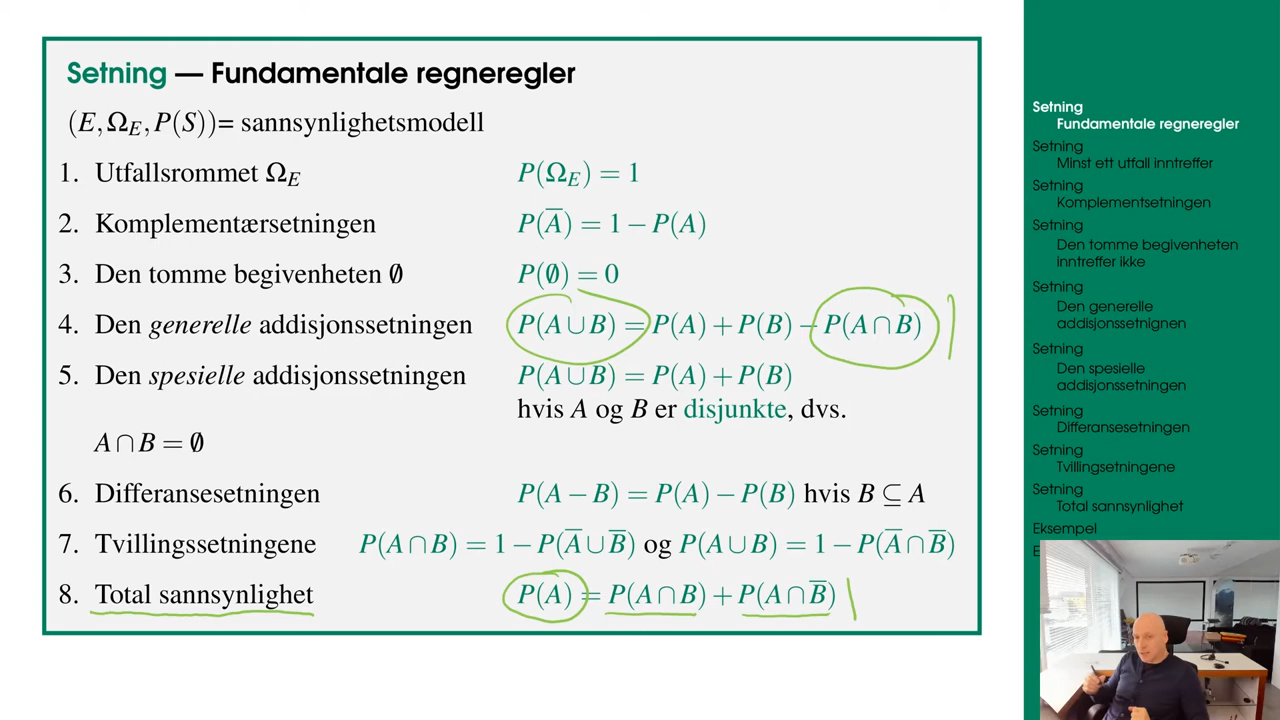 Setning — Fundamentale regneregler
(E, Ω_E, P(S))= sannsynlighetsmodell
1. Utfallsrommet Ω_E P(Ω_E) = 1
2. Komplementærsetningen P(A̅) = 1 − P(A)
3. Den tomme begivenheten ∅ P(∅) = 0
4. Den generelle addisjonssetningen P(A ∪ B) = P(A) + P(B) − P(A ∩ B)
5. Den spesielle addisjonssetningen P(A ∪ B) = P(A) + P(B)
hvis A og B er disjunkte, dvs.
A ∩ B = ∅
6. Differansesetningen P(A − B) = P(A) − P(B) hvis B ⊆ A
7. Tvillingssetningene P(A ∩ B) = 1 − P(A̅ ∪ B̅) og P(A ∪ B) = 1 − P(A̅ ∩ B̅)
8. Total sannsynlighet P(A) = P(A ∩ B) + P(A ∩ B̅)
Setning
Fundamentale regneregler
Setning
Minst ett utfall inntreffer
Setning
Komplementsetningen
Setning
Den tomme begivenheten
inntreffer ikke
Setning
Den generelle
addisjonssetnignen
Setning
Den spesielle
addisjonssetningen
Setning
Differansesetningen
Setning
Tvillingsetningene
Setning
Total sannsynlighet
Eksempel